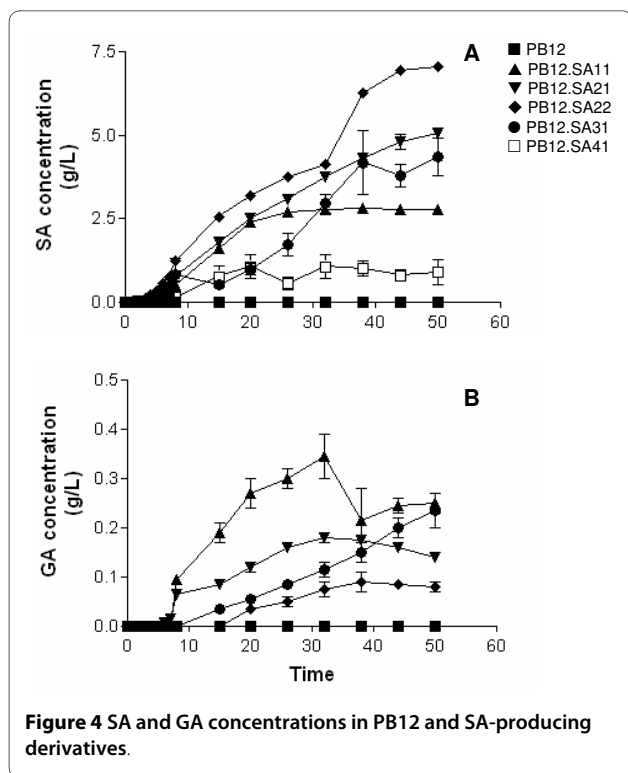 A
SA concentration
(g/L)
7.5
5.0
2.5
0.0
0 10 20 30 40 50 60
PB12
PB12.SA11
PB12.SA21
PB12.SA22
PB12.SA31
PB12.SA41
B
GA concentration
(g/L)
0.5
0.4
0.3
0.2
0.1
0.0
0 10 20 30 40 50 60
Time
Figure 4 SA and GA concentrations in PB12 and SA-producing
derivatives.